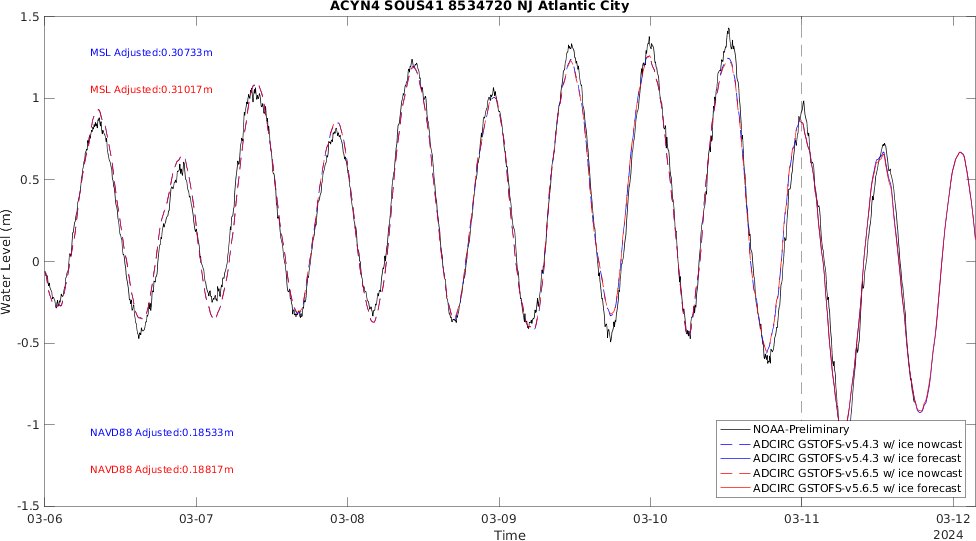 ACYN4 SOUS41 8534720 NJ Atlantic City
1.5
MSL Adjusted:0.30733m
MSL Adjusted:0.31017m
1
0.5
0
-0.5
-1
-1.5
Water Level (m)
NAVD88 Adjusted:0.18533m
NAVD88 Adjusted:0.18817m
NOAA-Preliminary
ADCIRC GSTOFS-v5.4.3 w/ ice nowcast
ADCIRC GSTOFS-v5.4.3 w/ ice forecast
ADCIRC GSTOFS-v5.6.5 w/ ice nowcast
ADCIRC GSTOFS-v5.6.5 w/ ice forecast
03-06 03-07 03-08 03-09 03-10 03-11 03-12
Time 2024